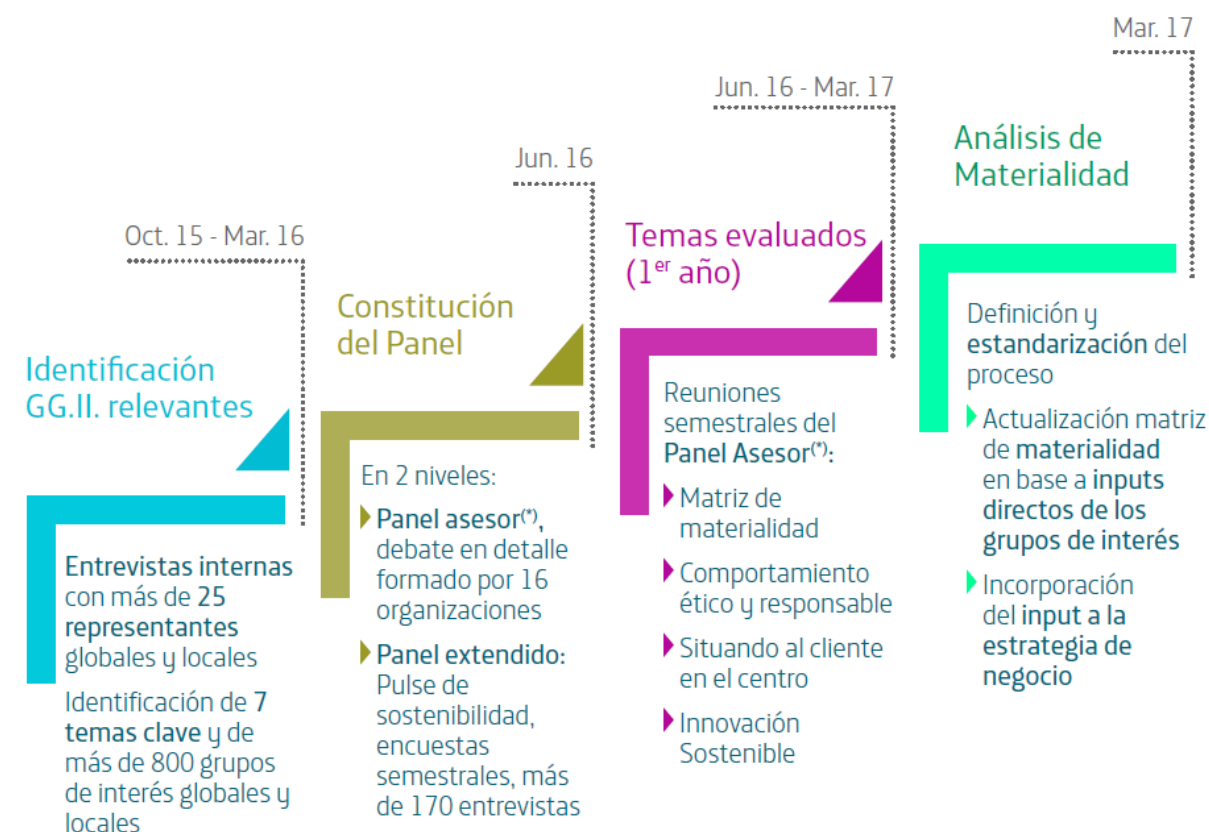 Oct. 15 - Mar. 16
Identificación
GG.II. relevantes
Entrevistas internas
con más de 25
representantes
globales y locales
Identificación de 7
temas clave y de
más de 800 grupos
de interés globales y
locales
Jun. 16
Constitución
del Panel
En 2 niveles:
Panel asesor(*),
debate en detalle
formado por 16
organizaciones
Panel extendido:
Pulse de
sostenibilidad,
encuestas
semestrales, más
de 170 entrevistas
Jun. 16 - Mar. 17
Temas evaluados
(1er año)
Reuniones
semestrales del
Panel Asesor(*):
Matriz de
materialidad
Comportamiento
ético y responsable
Situando al cliente
en el centro
Innovación
Sostenible
Mar. 17
Análisis de
Materialidad
Definición y
estandarización del
proceso
Actualización matriz
de materialidad
en base a inputs
directos de los
grupos de interés
Incorporación
del input a la
estrategia de
negocio